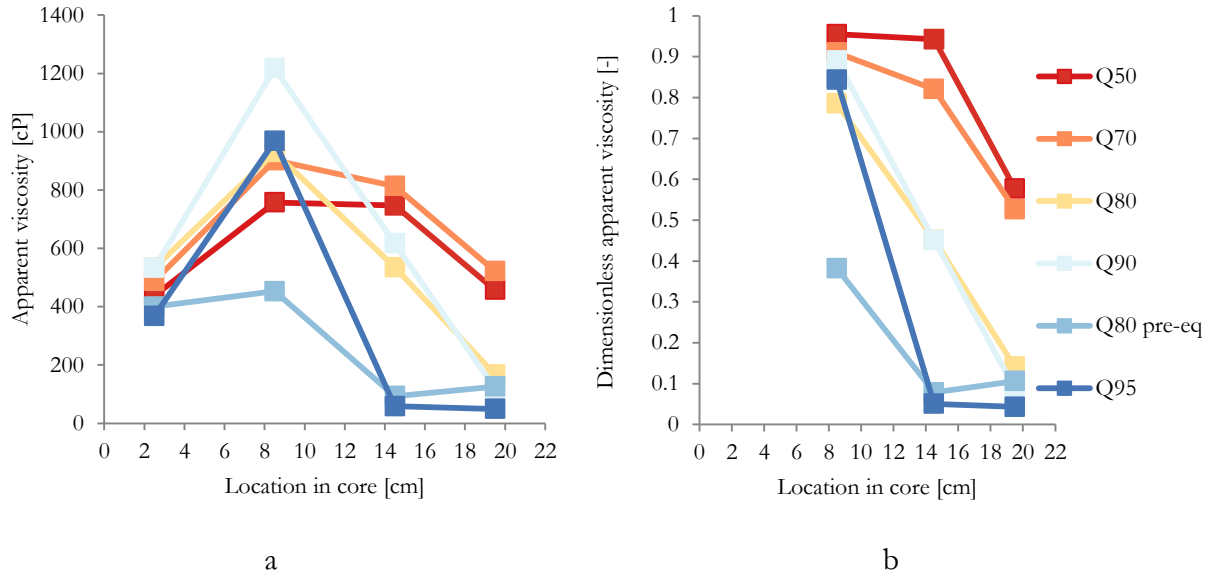 1400
1200
1000
800
600
400
200
0
Apparent viscosity [cP]
0 2 4 6 8 10 12 14 16 18 20 22
Location in core [cm]
a
1
0.9
0.8
0.7
0.6
0.5
0.4
0.3
0.2
0.1
0
Dimensionless apparent viscosity [-]
0 2 4 6 8 10 12 14 16 18 20 22
Location in core [cm]
b
Q50
Q70
Q80
Q90
Q80 pre-eq
Q95